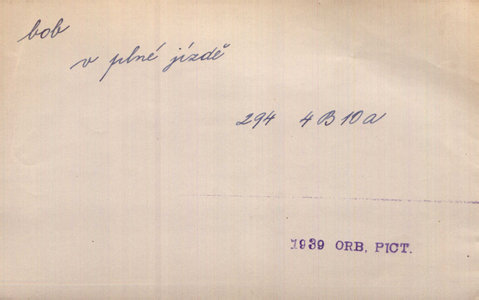 bob
v plné jízdě
294 4B10a
1939 ORB. PICT.